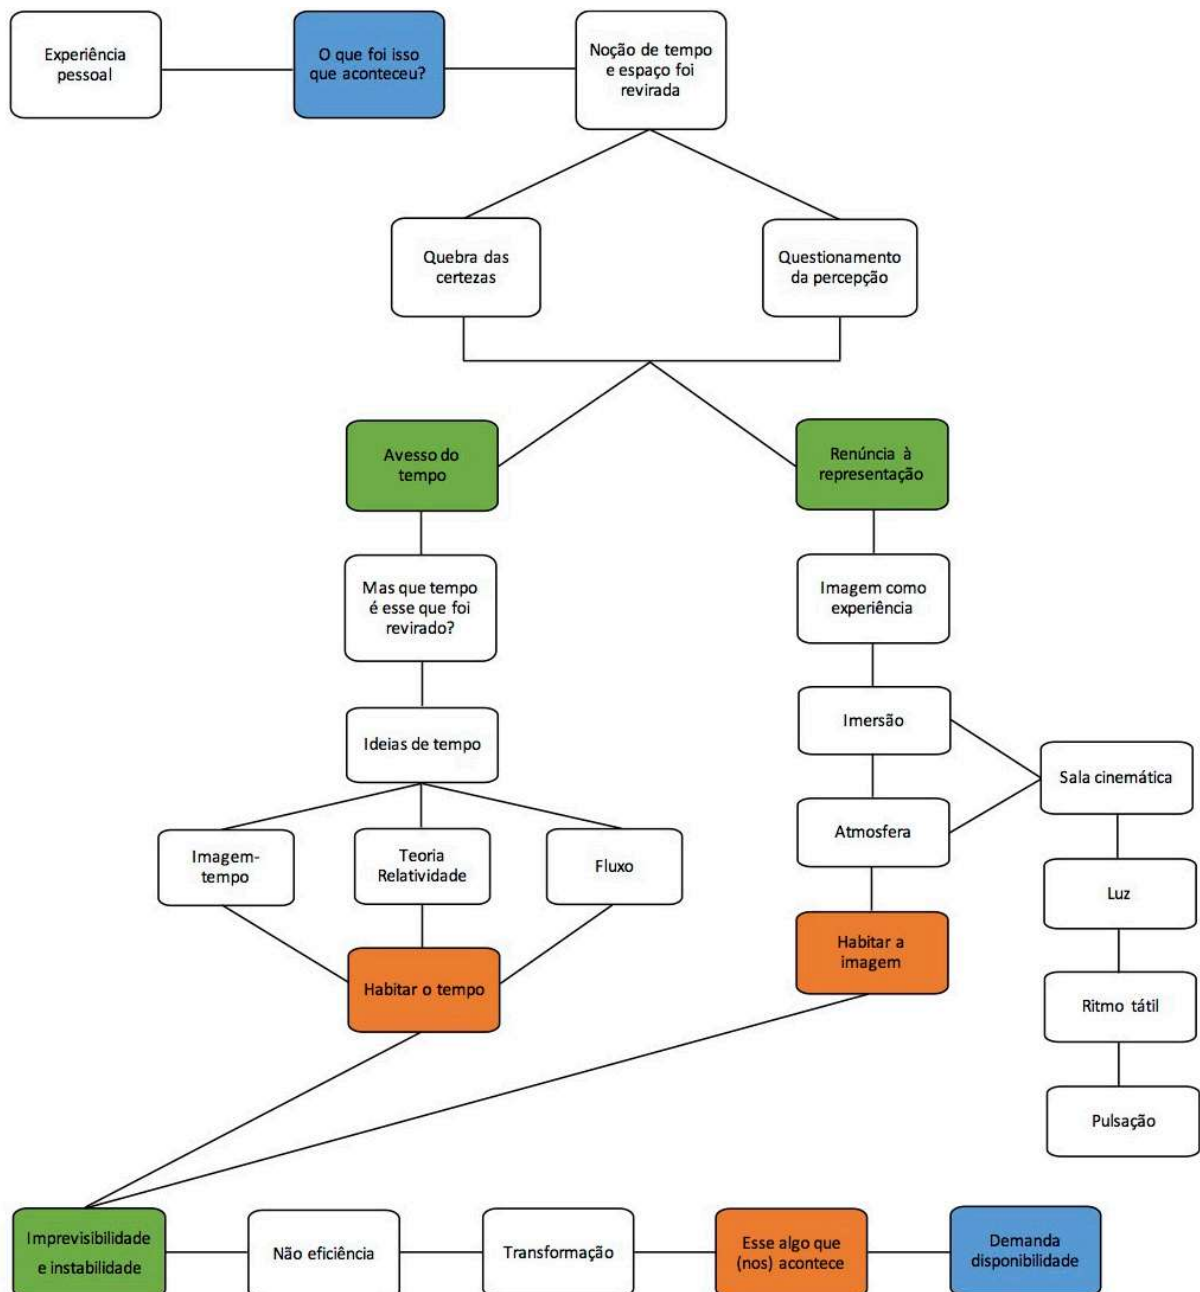 Experiência
pessoal
O que foi isso
que aconteceu?
Noção de tempo
e espaço foi
revirada
Quebra das
certezas
Questionamento
da percepção
Avesso do
tempo
Renúncia à
representação
Mas que tempo
é esse que foi
revirado?
Imagem como
experiência
Ideias de tempo
Imersão
Sala cinemática
Atmosfera
Imagem-
tempo
Teoria
Relatividade
Fluxo
Luz
Habitar o tempo
Habitar a
imagem
Ritmo tátil
Pulsação
Imprevisibilidade
e instabilidade
Não eficiência
Transformação
Esse algo que
(nos) acontece
Demanda
disponibilidade